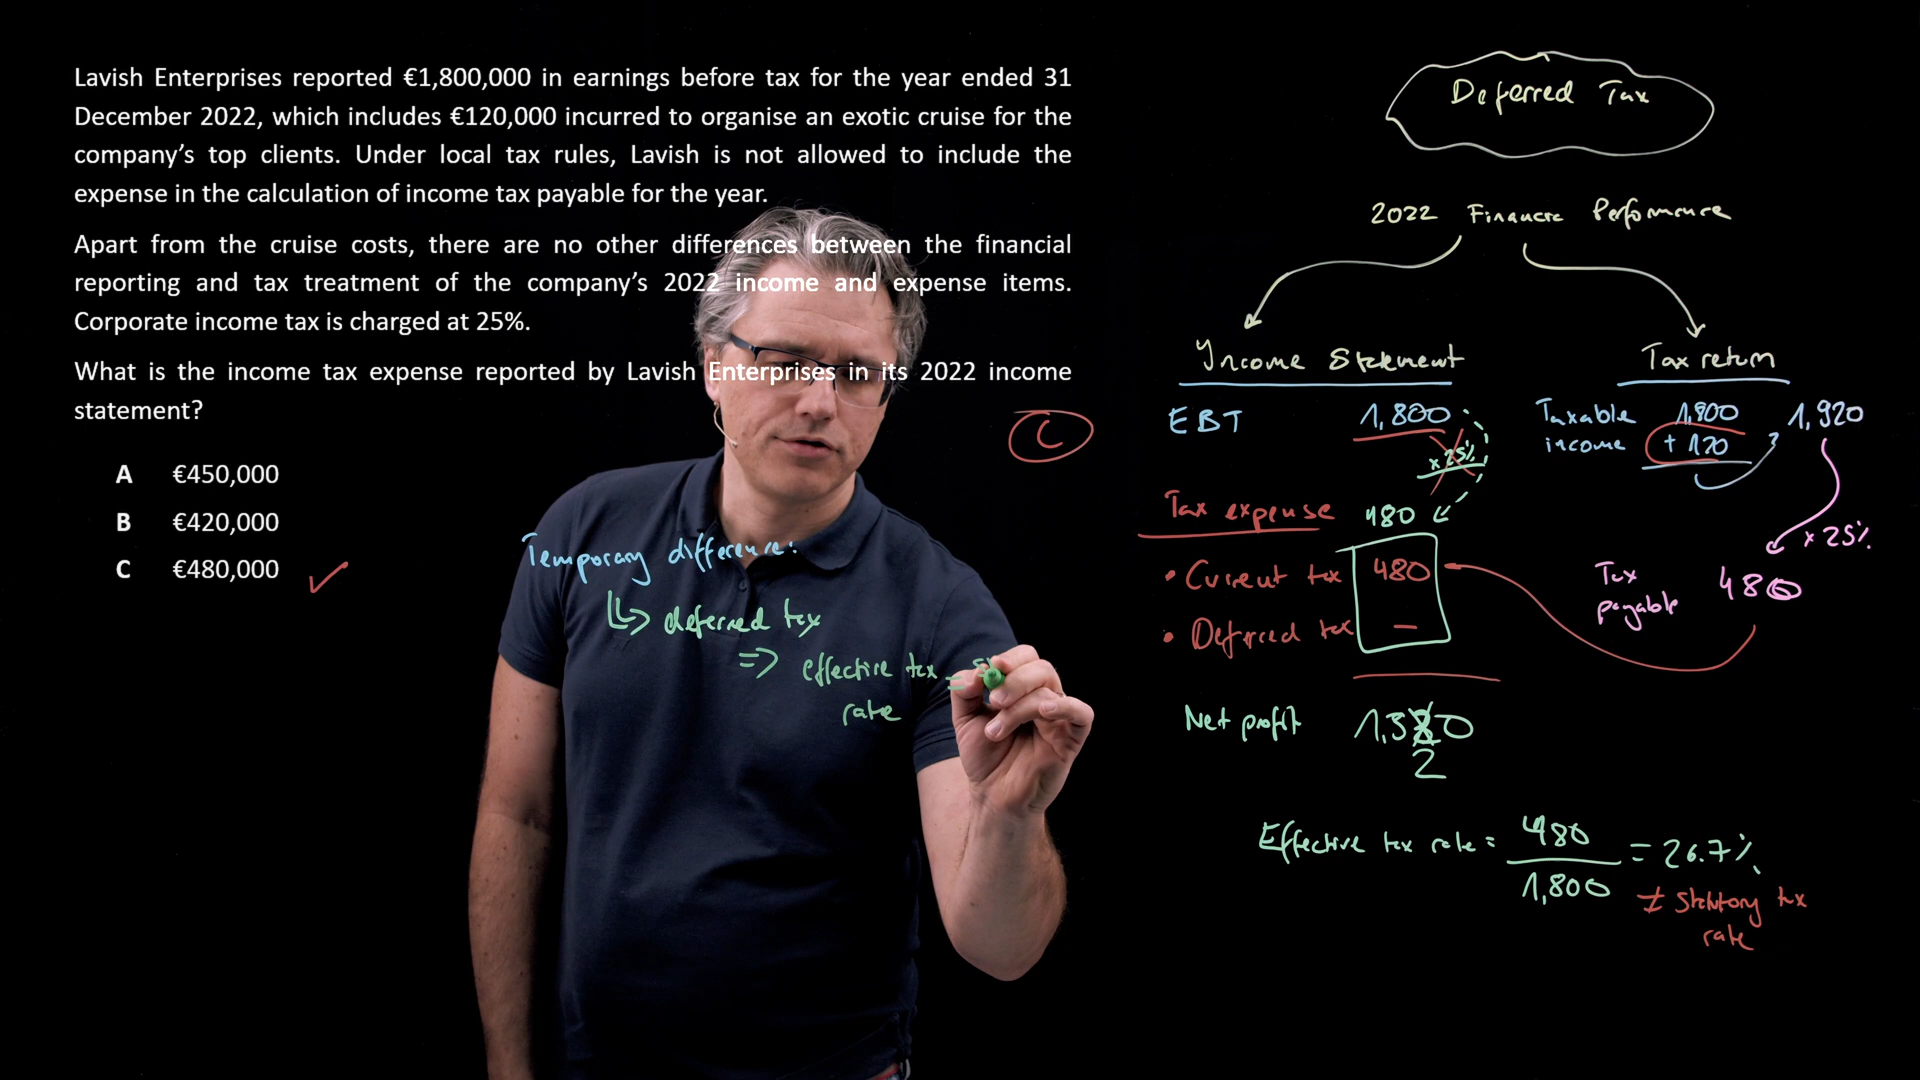 Lavish Enterprises reported €1,800,000 in earnings before tax for the year ended 31
December 2022, which includes €120,000 incurred to organise an exotic cruise for the
company's top clients. Under local tax rules, Lavish is not allowed to include the
expense in the calculation of income tax payable for the year.
Apart from the cruise costs, there are no other differences between the financial
reporting and tax treatment of the company's 2022 income and expense items.
Corporate income tax is charged at 25%.
What is the income tax expense reported by Lavish Enterprises in its 2022 income
statement?
A €450,000
B €420,000
C €480,000
C
Temporary difference:
deferred tax
=> effective tax =
rate
Deferred Tax
2022 Finance Performance
Income Statement
EBT 1,800
x 25%
Tax expense 480
• Current tax 480
• Deferred tax –
Net profit 1,320
Tax return
Taxable 1,800 1,920
income + 120
x 25%
Tax 480
payable
Effective tax rate = 480 / 1,800 = 26.7%
≠ Statutory tax
rate